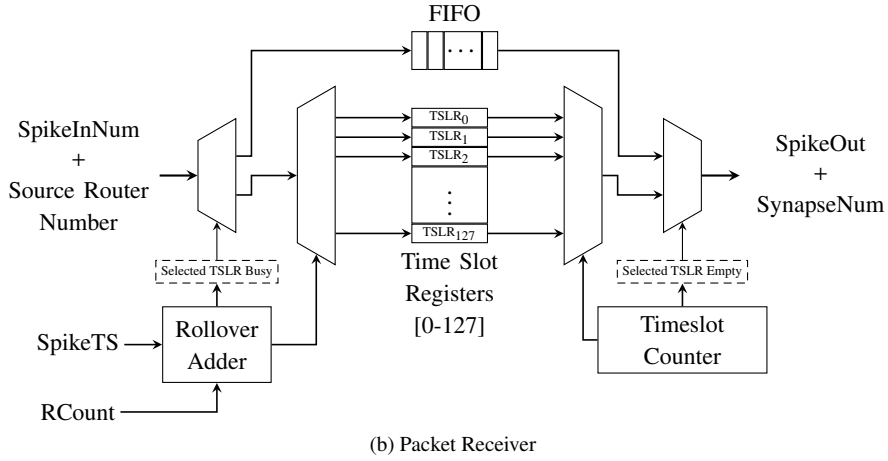 FIFO
...
SpikeInNum
+
Source Router
Number
TSLR0
TSLR1
TSLR2
TSLR127
SpikeOut
+
SynapseNum
Selected TSLR Busy
Time Slot
Registers
[0-127]
Selected TSLR Empty
SpikeTS
Rollover
Adder
Timeslot
Counter
RCount
(b) Packet Receiver